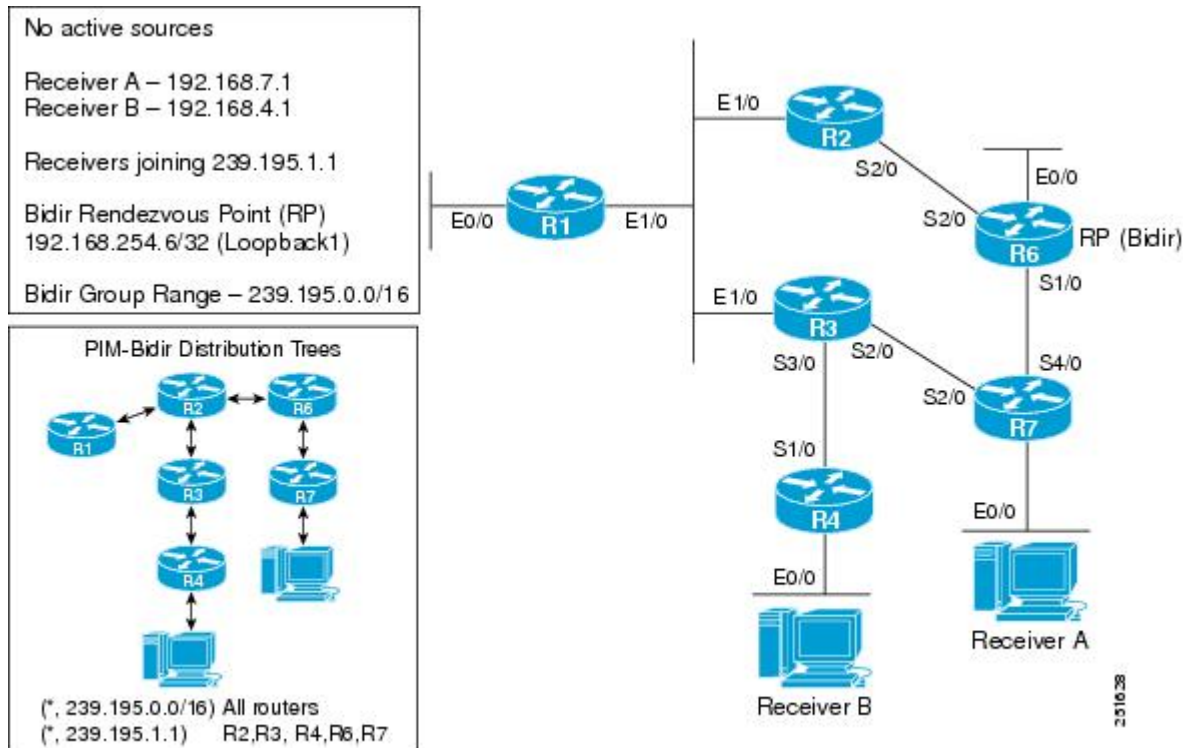 No active sources
Receiver A – 192.168.7.1
Receiver B – 192.168.4.1
Receivers joining 239.195.1.1
Bidir Rendezvous Point (RP)
192.168.254.6/32 (Loopback1)
Bidir Group Range – 239.195.0.0/16
PIM-Bidir Distribution Trees
R2
R6
R1
R3
R7
R4
(*, 239.195.0.0/16) All routers
(*, 239.195.1.1) R2,R3, R4,R6,R7
E0/0
R1
E1/0
E1/0
R2
S2/0
E0/0
S2/0
R6
RP (Bidir)
S1/0
E1/0
R3
S3/0
S2/0
S4/0
S2/0
R7
S1/0
R4
E0/0
E0/0
Receiver A
Receiver B
251628